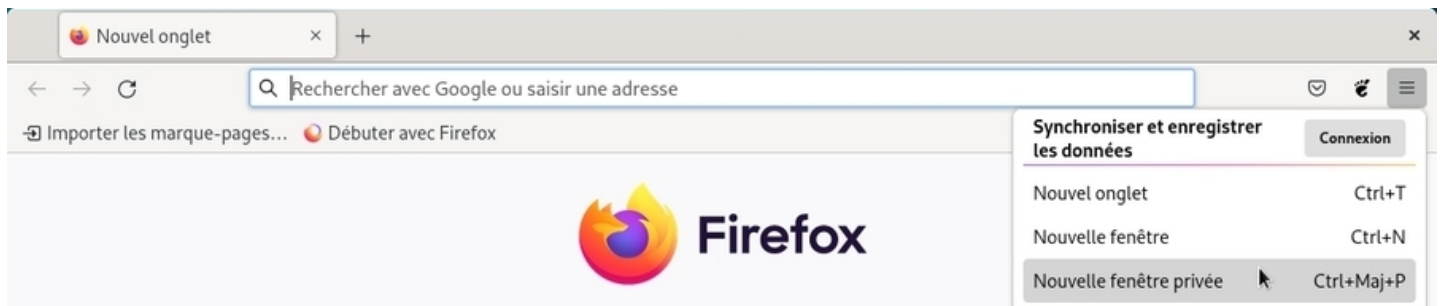 Nouvel onglet
Rechercher avec Google ou saisir une adresse
Importer les marque-pages... Débuter avec Firefox
Synchroniser et enregistrer
les données
Connexion
Nouvel onglet Ctrl+T
Nouvelle fenêtre Ctrl+N
Nouvelle fenêtre privée Ctrl+Maj+P
Firefox